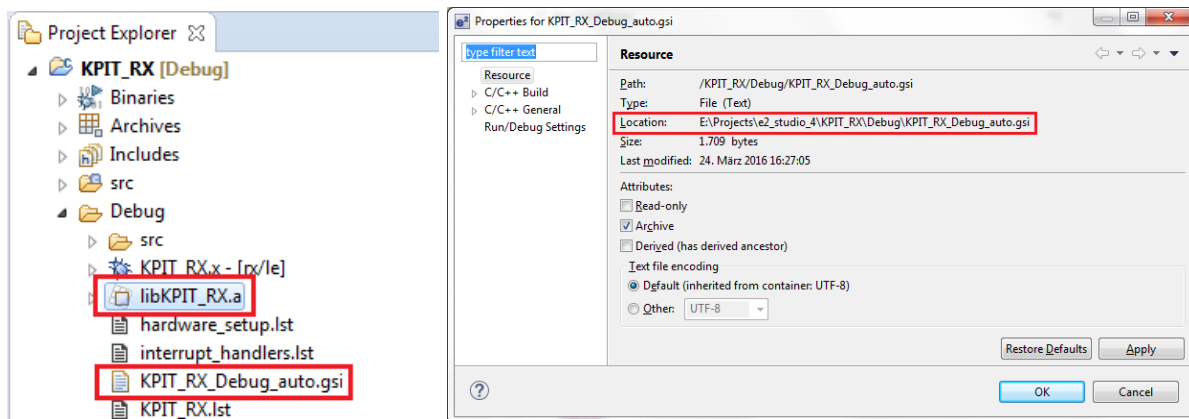 Project Explorer
KPIT_RX [Debug]
Binaries
Archives
Includes
src
Debug
src
KPIT_RX.x - [rx/le]
libKPIT_RX.a
hardware_setup.lst
interrupt_handlers.lst
KPIT_RX_Debug_auto.gsi
KPIT_RX.lst
e² Properties for KPIT_RX_Debug_auto.gsi
type filter text
Resource
C/C++ Build
C/C++ General
Run/Debug Settings
Resource
Path: /KPIT_RX/Debug/KPIT_RX_Debug_auto.gsi
Type: File (Text)
Location: E:\Projects\e2_studio_4\KPIT_RX\Debug\KPIT_RX_Debug_auto.gsi
Size: 1.709 bytes
Last modified: 24. März 2016 16:27:05
Attributes:
Read-only
Archive
Derived (has derived ancestor)
Text file encoding
Default (inherited from container: UTF-8)
Other: UTF-8
Restore Defaults Apply
? OK Cancel